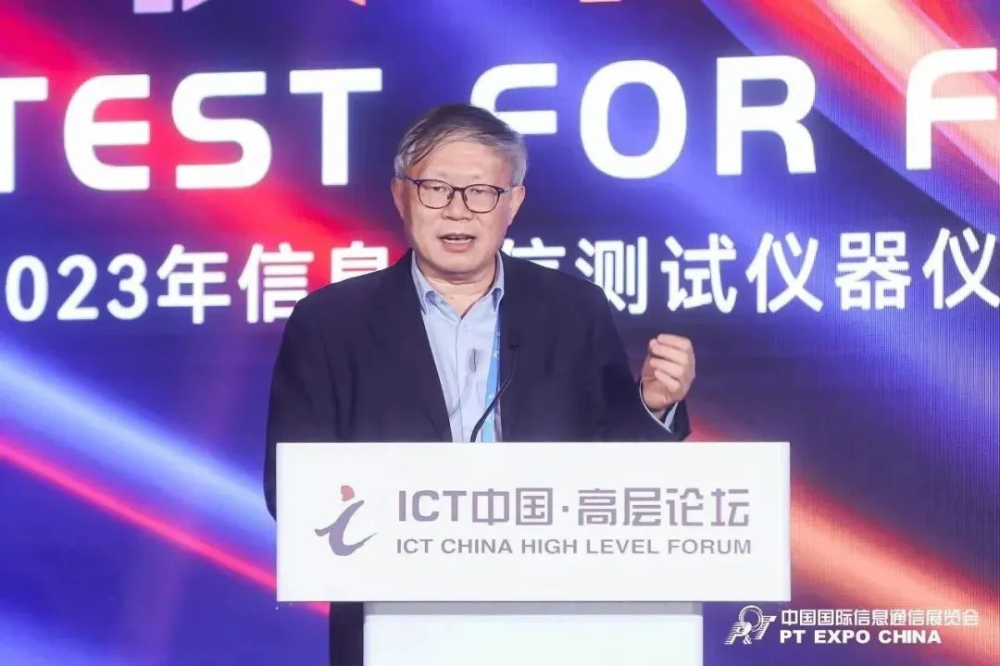 TEST FOR F
023年信息 信测试仪器仪
ICT中国·高层论坛
ICT CHINA HIGH LEVEL FORUM
中国国际信息通信展览会
P&T PT EXPO CHINA